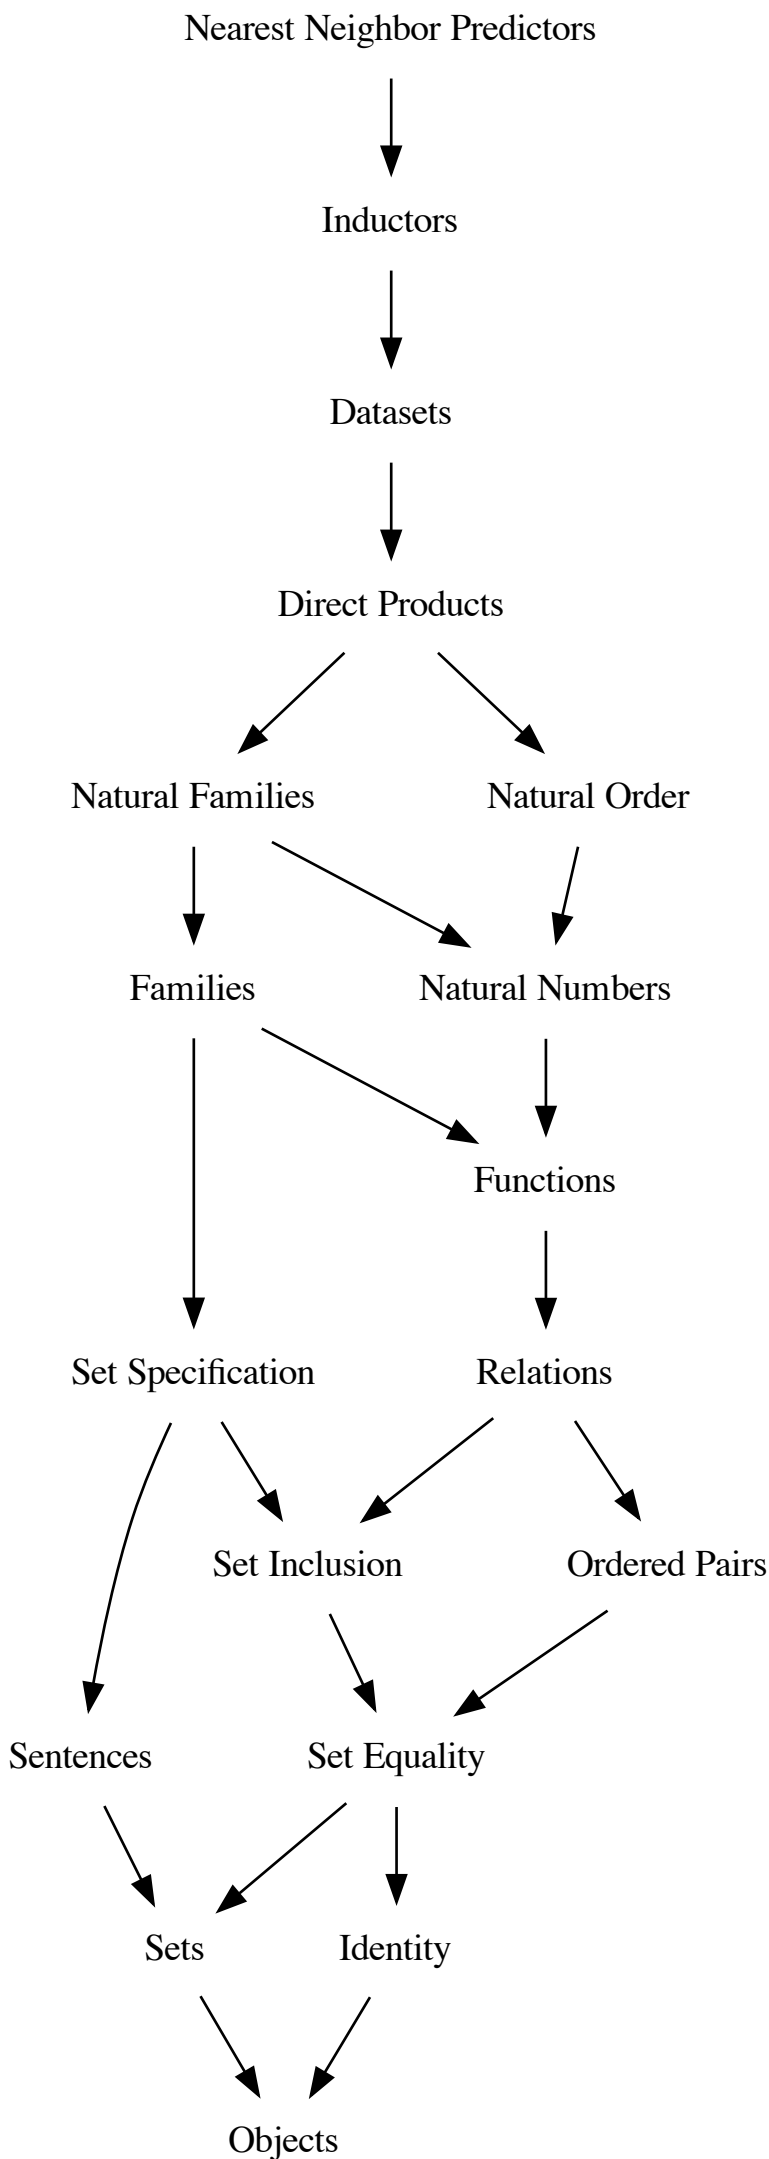 Nearest Neighbor Predictors
Inductors
Datasets
Direct Products
Natural Families
Natural Order
Families
Natural Numbers
Functions
Set Specification
Relations
Set Inclusion
Ordered Pairs
Sentences
Set Equality
Sets
Identity
Objects